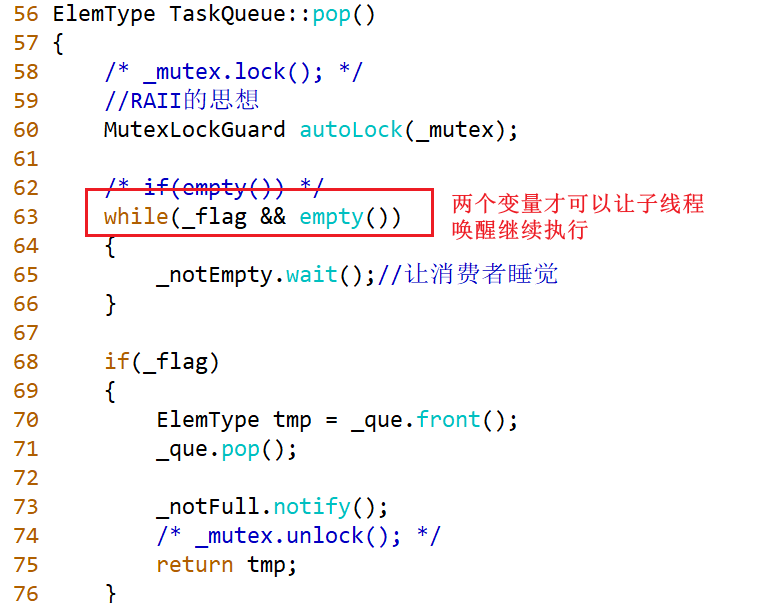 56 ElemType TaskQueue::pop()
57 {
58     /* _mutex.lock(); */
59     //RAII的思想
60     MutexLockGuard autoLock(_mutex);
61
62     /* if(empty()) */
63     while(_flag && empty())
两个变量才可以让子线程
唤醒继续执行
64     {
65         _notEmpty.wait();//让消费者睡觉
66     }
67
68     if(_flag)
69     {
70         ElemType tmp = _que.front();
71         _que.pop();
72
73         _notFull.notify();
74         /* _mutex.unlock(); */
75         return tmp;
76     }